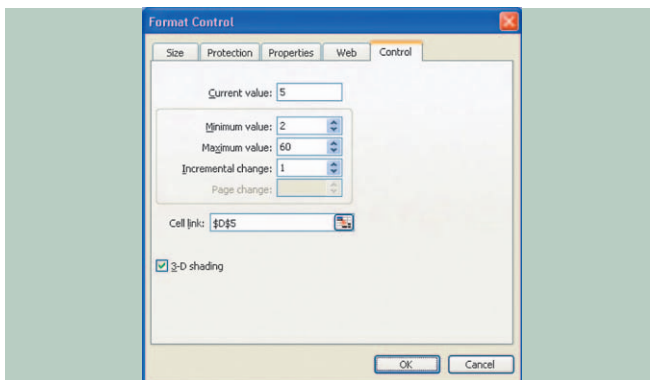 Format Control
Size Protection Properties Web Control
Current value: 5
Minimum value: 2
Maximum value: 60
Incremental change: 1
Page change:
Cell link: $D$5
3-D shading
OK Cancel